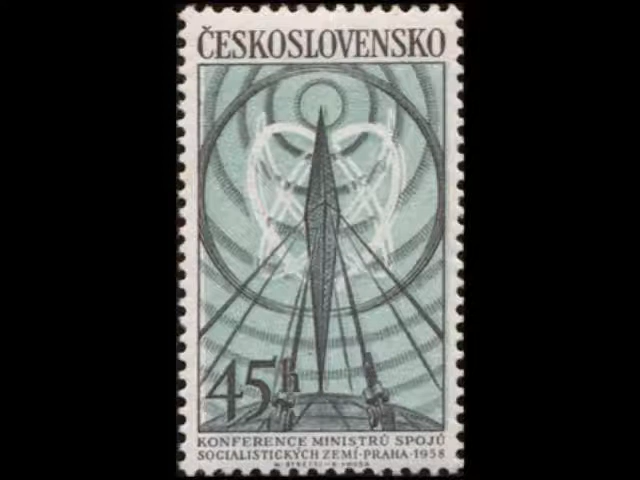 ČESKOSLOVENSKO
45h
KONFERENCE MINISTRŮ SPOJŮ
SOCIALISTICKÝCH ZEMÍ·PRAHA·1958